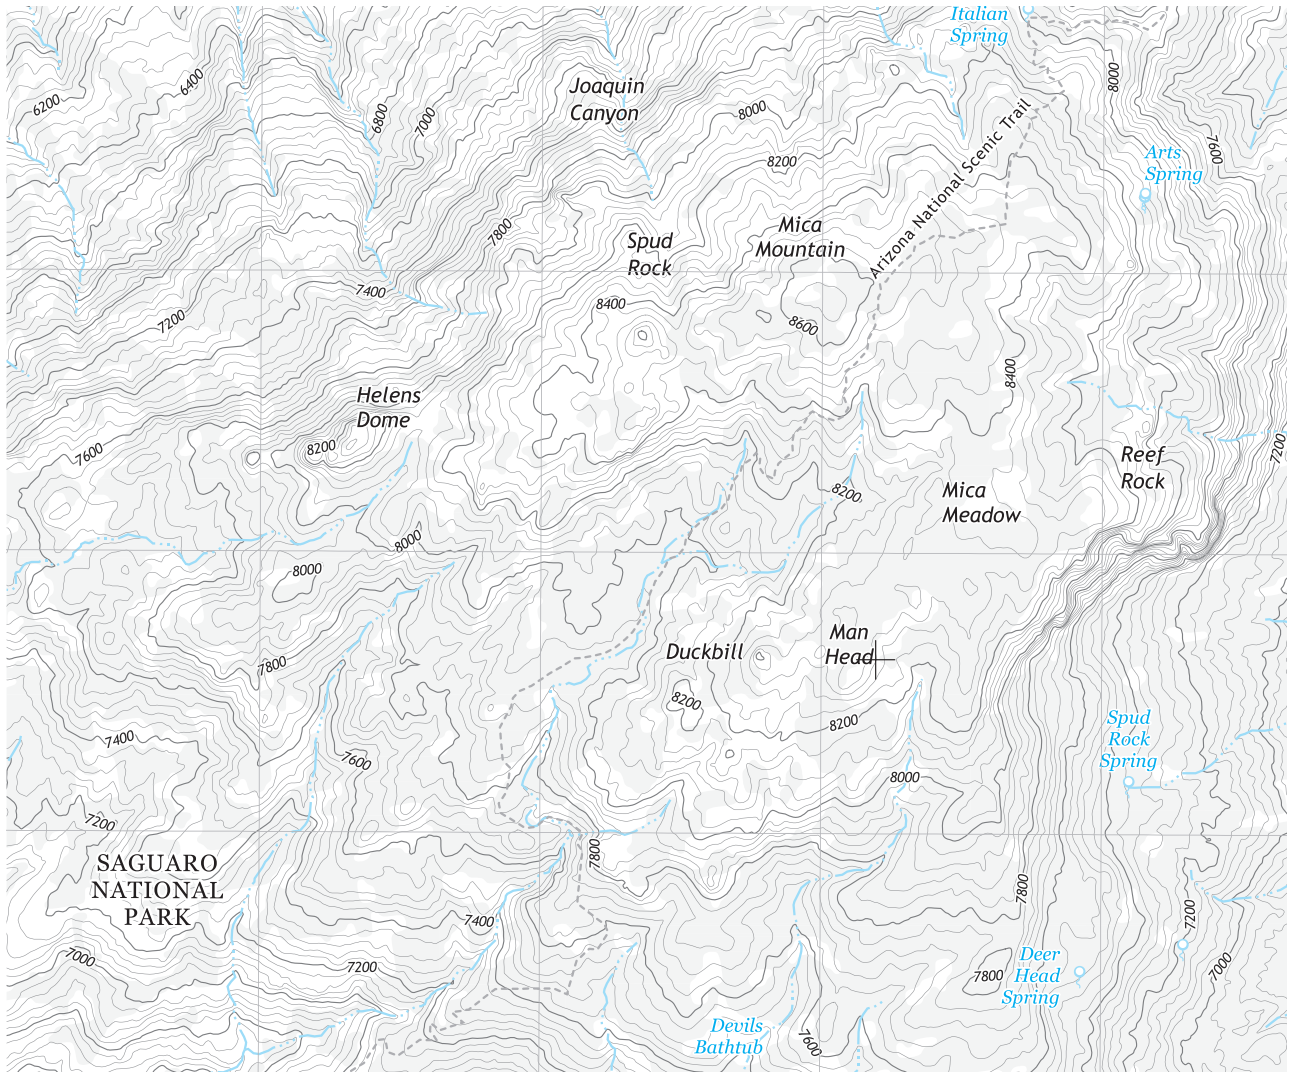 Italian
Spring
6200
6400
6800
7000
Joaquin
Canyon
8000
8000
7600
Arts
Spring
8200
Arizona National Scenic Trail
Mica
Mountain
7800
Spud
Rock
7400
7200
8400
8600
8400
Helens
Dome
8200
7600
Reef
Rock
7200
Mica
Meadow
8200
8000
8000
Man
Head
Duckbill
7800
8200
8200
7400
7600
Spud
Rock
Spring
8000
7200
SAGUARO
NATIONAL
PARK
7800
7800
7400
7200
7000
7200
7000
Deer
Head
Spring
7800
Devils
Bathtub
7600